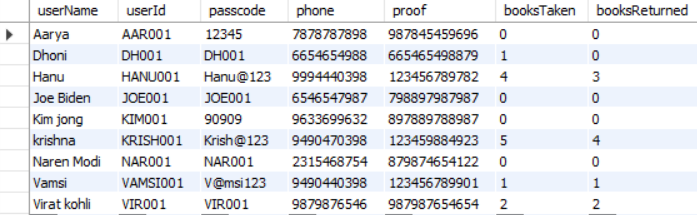 userName userId passcode phone proof booksTaken booksReturned
Aarya AAR001 12345 7878787898 987845459696 0 0
Dhoni DH001 DH001 6654654988 665465498879 1 0
Hanu HANU001 Hanu@123 9994440398 123456789782 4 3
Joe Biden JOE001 JOE001 6546547987 798897987987 0 0
Kim jong KIM001 90909 9633699632 897889788987 0 0
krishna KRISH001 Krish@123 9490470398 123459884923 5 4
Naren Modi NAR001 NAR001 2315468754 879874654122 0 0
Vamsi VAMSI001 V@msi123 9490440398 123456789901 1 1
Virat kohli VIR001 VIR001 9879876546 987987654654 2 2